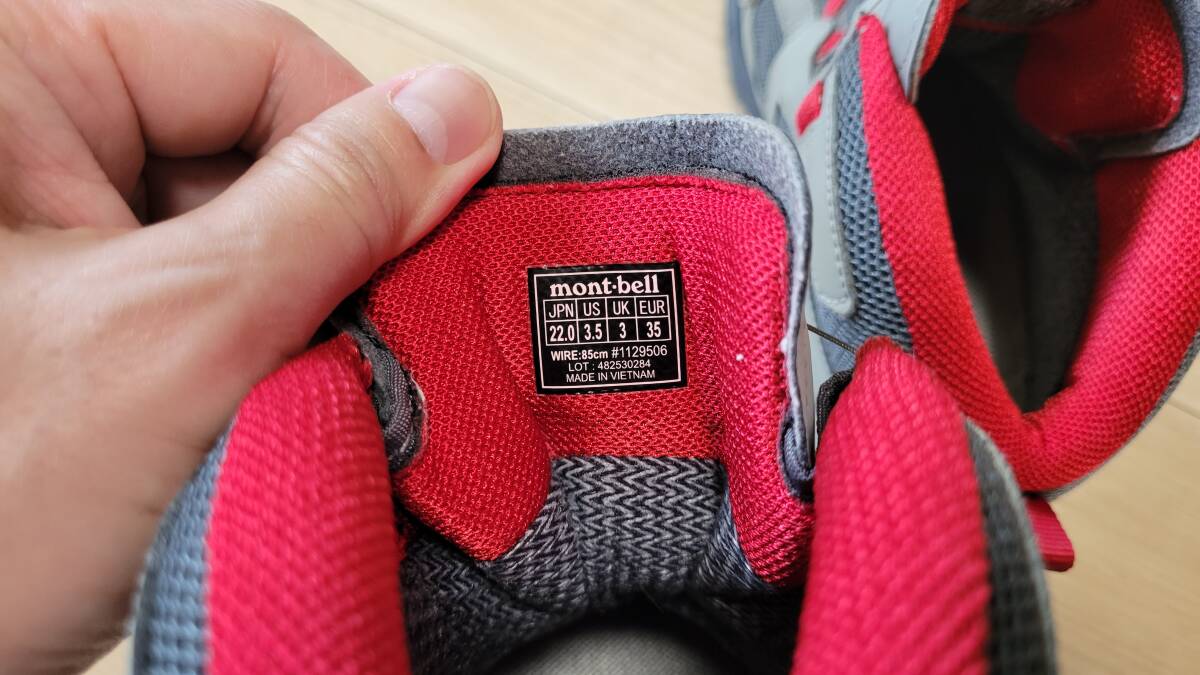 mont·bell
JPN US UK EUR
22.0 3.5 3 35
WIRE:85cm #1129506
LOT : 482530284
MADE IN VIETNAM